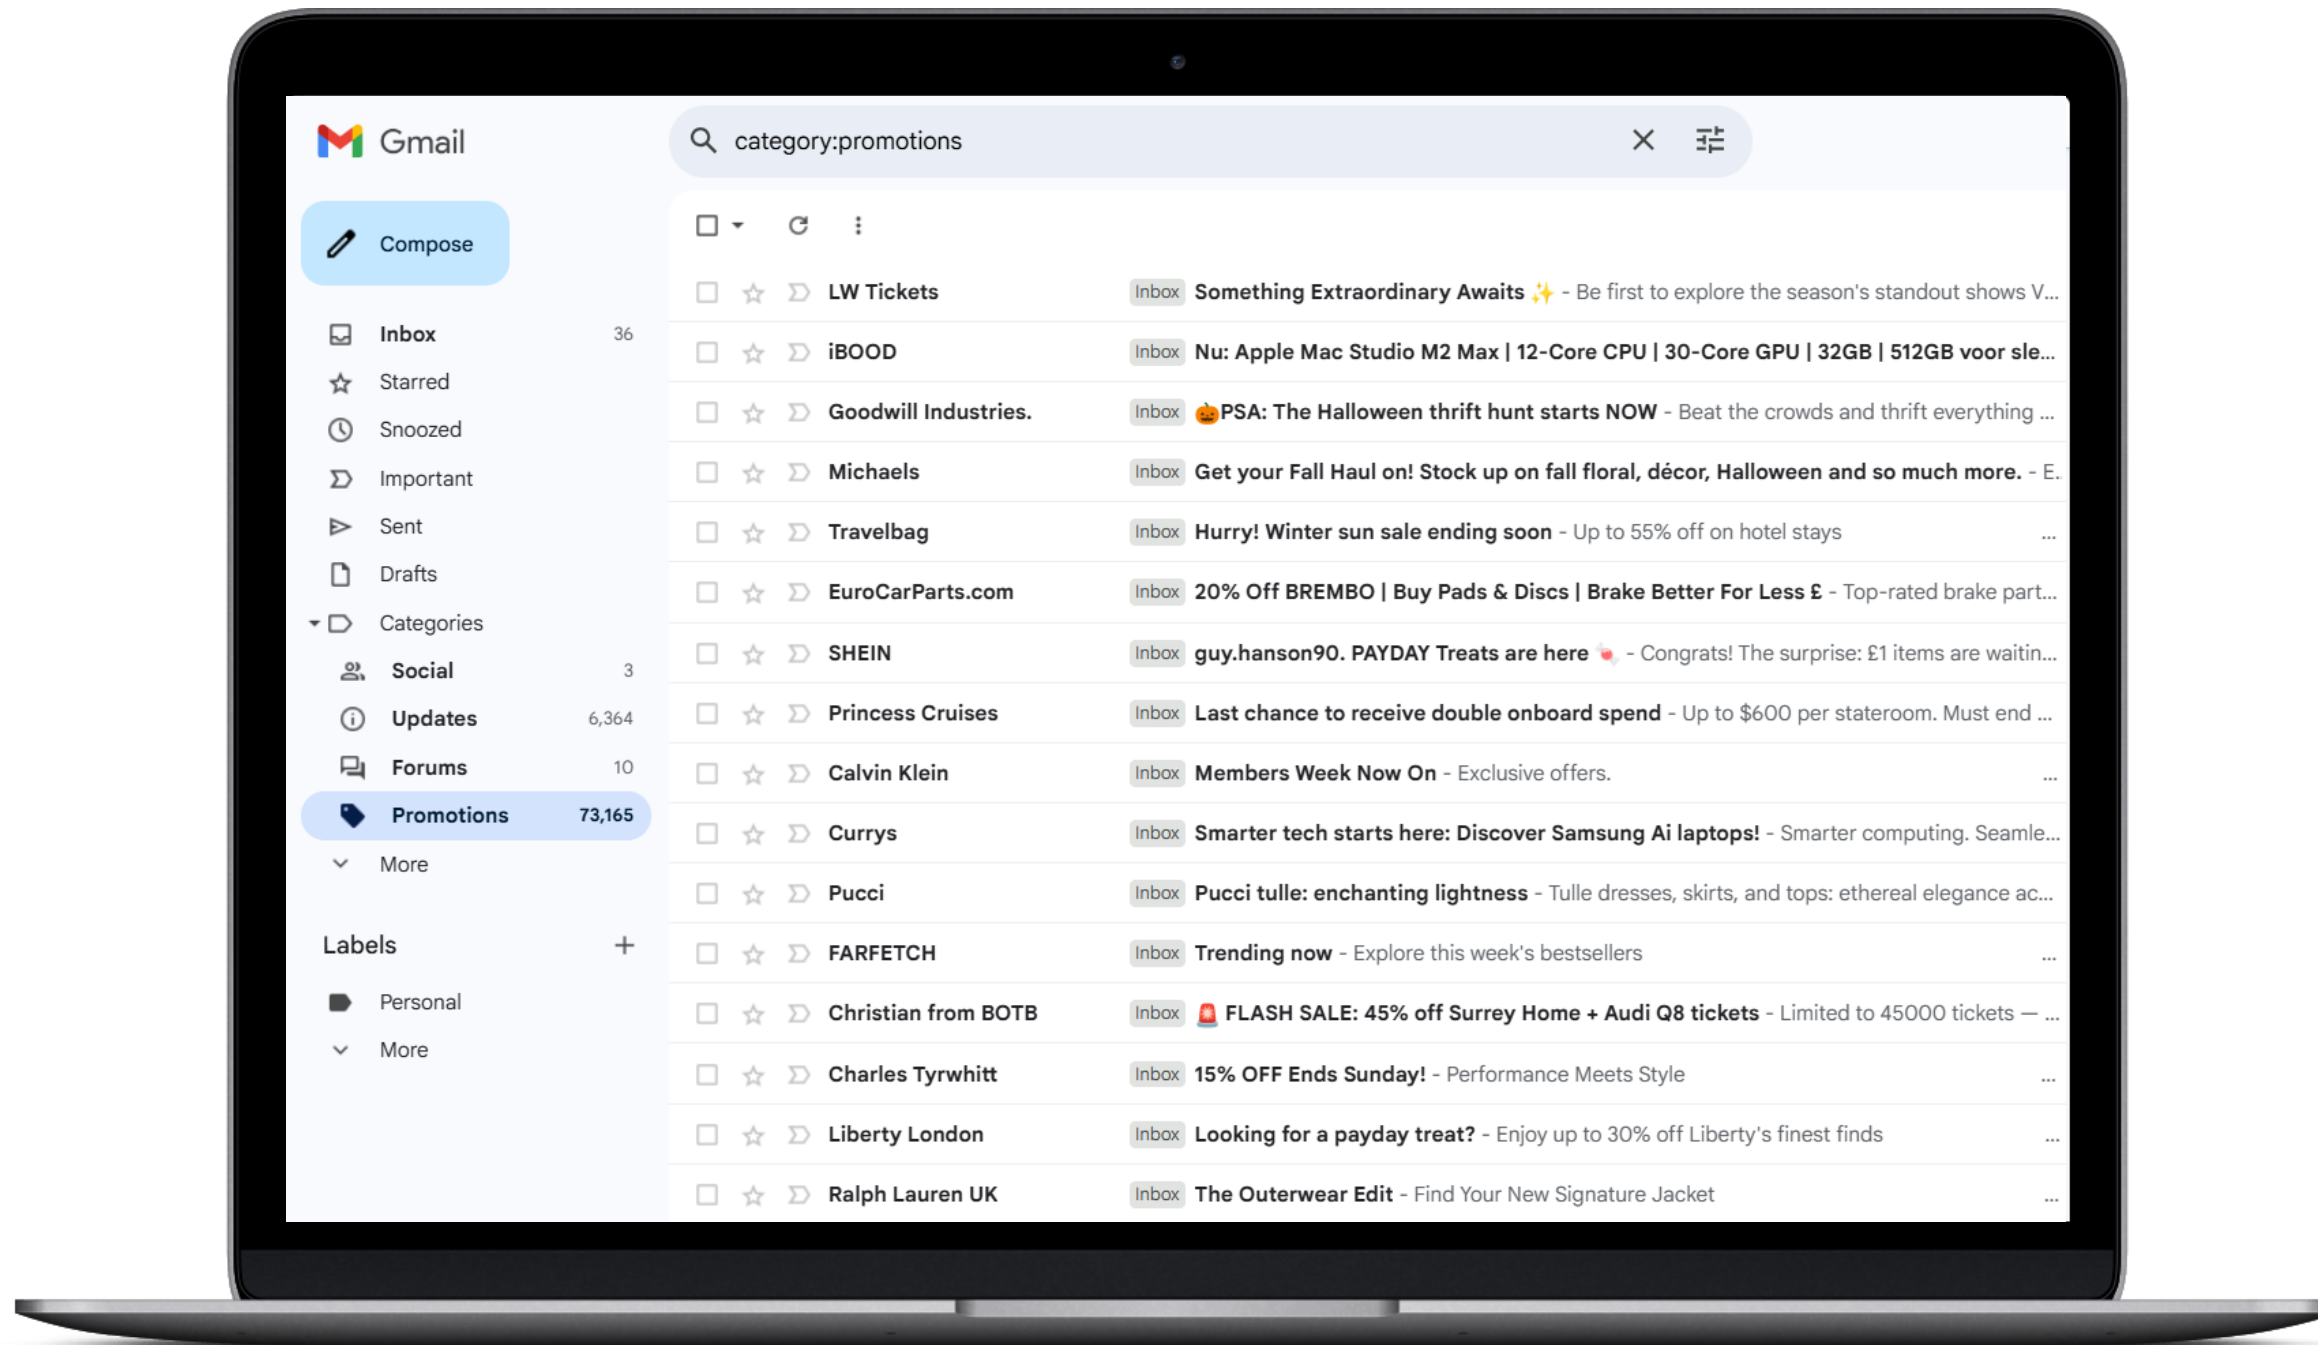 Gmail
category:promotions
Compose
Inbox 36
Starred
Snoozed
Important
Sent
Drafts
Categories
Social 3
Updates 6,364
Forums 10
Promotions 73,165
More
Labels +
Personal
More
LW Tickets Inbox Something Extraordinary Awaits ✨ - Be first to explore the season's standout shows V...
iBOOD Inbox Nu: Apple Mac Studio M2 Max | 12-Core CPU | 30-Core GPU | 32GB | 512GB voor sle...
Goodwill Industries. Inbox 🎃PSA: The Halloween thrift hunt starts NOW - Beat the crowds and thrift everything ...
Michaels Inbox Get your Fall Haul on! Stock up on fall floral, décor, Halloween and so much more. - E..
Travelbag Inbox Hurry! Winter sun sale ending soon - Up to 55% off on hotel stays ...
EuroCarParts.com Inbox 20% Off BREMBO | Buy Pads & Discs | Brake Better For Less £ - Top-rated brake part...
SHEIN Inbox guy.hanson90. PAYDAY Treats are here 🍬 - Congrats! The surprise: £1 items are waitin...
Princess Cruises Inbox Last chance to receive double onboard spend - Up to $600 per stateroom. Must end ...
Calvin Klein Inbox Members Week Now On - Exclusive offers. ...
Currys Inbox Smarter tech starts here: Discover Samsung Ai laptops! - Smarter computing. Seamle...
Pucci Inbox Pucci tulle: enchanting lightness - Tulle dresses, skirts, and tops: ethereal elegance ac...
FARFETCH Inbox Trending now - Explore this week's bestsellers ...
Christian from BOTB Inbox 🚨 FLASH SALE: 45% off Surrey Home + Audi Q8 tickets - Limited to 45000 tickets — ...
Charles Tyrwhitt Inbox 15% OFF Ends Sunday! - Performance Meets Style ...
Liberty London Inbox Looking for a payday treat? - Enjoy up to 30% off Liberty's finest finds ...
Ralph Lauren UK Inbox The Outerwear Edit - Find Your New Signature Jacket ...